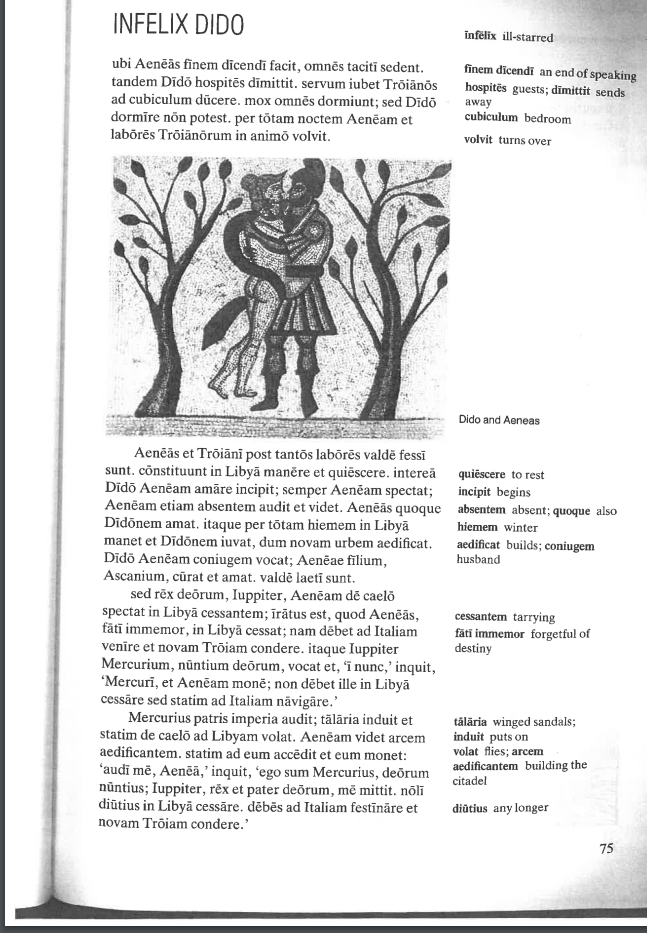 INFELIX DIDO
īnfēlīx ill-starred
ubi Aenēās fīnem dīcendī facit, omnēs tacitī sedent.
tandem Dīdō hospitēs dīmittit. servum iubet Trōiānōs
ad cubiculum dūcere. mox omnēs dormiunt; sed Dīdō
dormīre nōn potest. per tōtam noctem Aenēam et
labōrēs Trōiānōrum in animō volvit.
fīnem dīcendī an end of speaking
hospitēs guests; dīmittit sends
away
cubiculum bedroom
volvit turns over
Dido and Aeneas
Aenēās et Trōiānī post tantōs labōrēs valdē fessī
sunt. cōnstituunt in Libyā manēre et quiēscere. intereā
Dīdō Aenēam amāre incipit; semper Aenēam spectat;
Aenēam etiam absentem audit et videt. Aenēās quoque
Dīdōnem amat. itaque per tōtam hiemem in Libyā
manet et Dīdōnem iuvat, dum novam urbem aedificat.
Dīdō Aenēam coniugem vocat; Aenēae fīlium,
Ascanium, cūrat et amat. valdē laetī sunt.
quiēscere to rest
incipit begins
absentem absent; quoque also
hiemem winter
aedificat builds; coniugem
husband
sed rēx deōrum, Iuppiter, Aenēam dē caelō
spectat in Libyā cessantem; īrātus est, quod Aenēās,
fātī immemor, in Libyā cessat; nam dēbet ad Italiam
venīre et novam Trōiam condere. itaque Iuppiter
Mercurium, nūntium deōrum, vocat et, ‘ī nunc,’ inquit,
‘Mercurī, et Aenēam monē; non dēbet ille in Libyā
cessāre sed statim ad Italiam nāvigāre.’
cessantem tarrying
fātī immemor forgetful of
destiny
Mercurius patris imperia audit; tālāria induit et
statim de caelō ad Libyam volat. Aenēam videt arcem
aedificantem. statim ad eum accēdit et eum monet:
‘audī mē, Aenēā,’ inquit, ‘ego sum Mercurius, deōrum
nūntius; Iuppiter, rēx et pater deōrum, mē mittit. nōlī
diūtius in Libyā cessāre. dēbēs ad Italiam festīnāre et
novam Trōiam condere.’
tālāria winged sandals;
induit puts on
volat flies; arcem
aedificantem building the
citadel
diūtius any longer
75